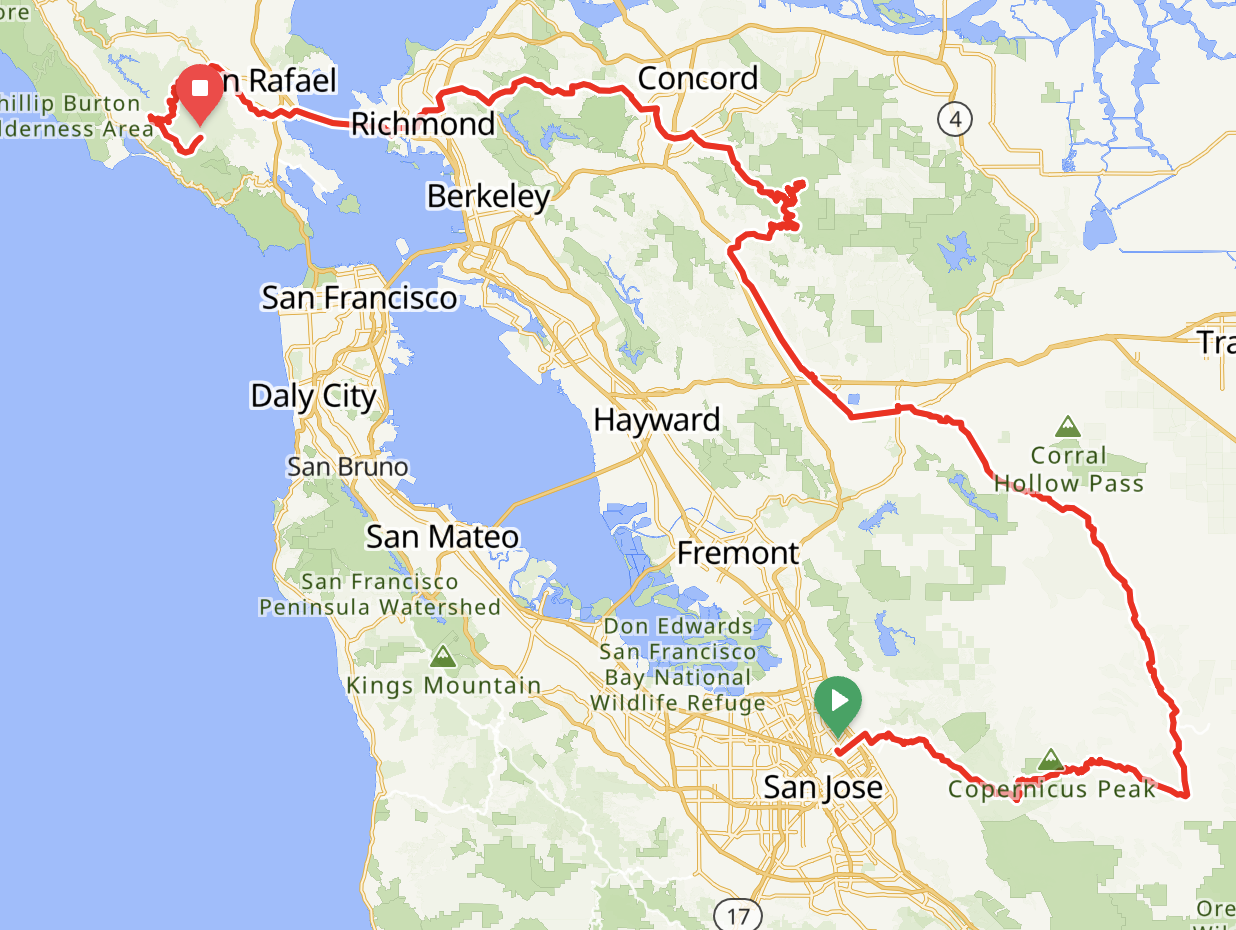 ore
n Rafael
Concord
hillip Burton
lderness Area
Richmond
4
Berkeley
San Francisco
Tra
Daly City
Hayward
Corral
Hollow Pass
San Bruno
San Mateo
Fremont
San Francisco
Peninsula Watershed
Don Edwards
San Francisco
Bay National
Wildlife Refuge
Kings Mountain
San Jose
Copernicus Peak
17
Ore
Wil